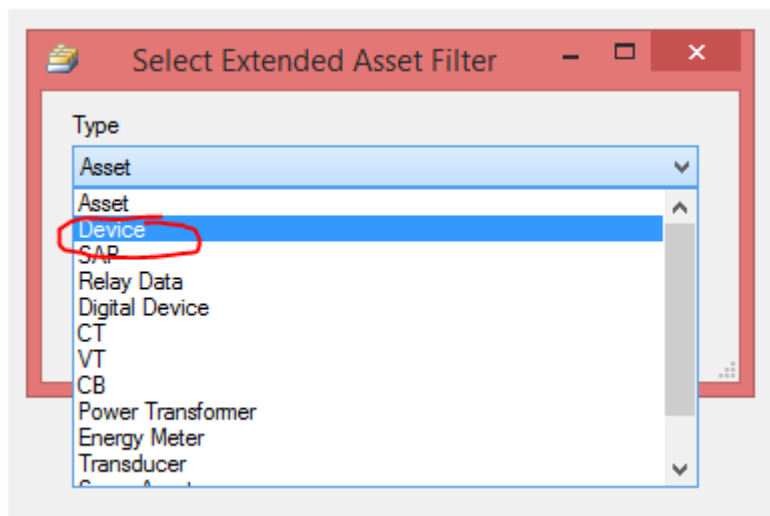 Select Extended Asset Filter
Type
Asset
Asset
Device
SAP
Relay Data
Digital Device
CT
VT
CB
Power Transformer
Energy Meter
Transducer